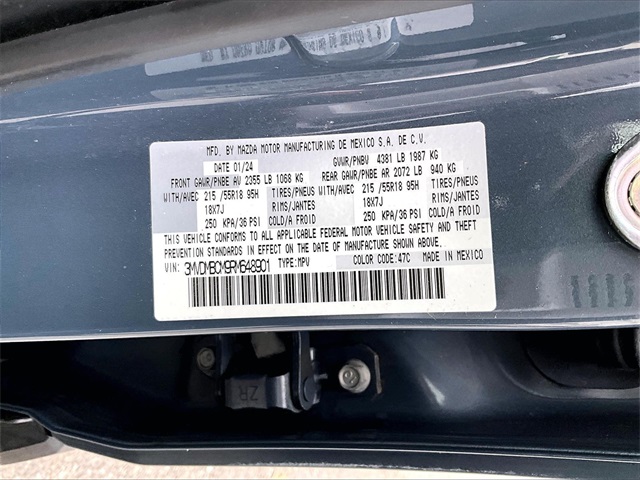 MFD. BY MAZDA MOTOR MANUFACTURING DE MEXICO S.A. DE C.V.
DATE 01/24 GVWR/PNBV 4381 LB 1987 KG
FRONT GAWR/PNBE AV 2355 LB 1068 KG REAR GAWR/PNBE AR 2072 LB 940 KG
WITH/AVEC 215 /55R18 95H TIRES/PNEUS WITH/AVEC 215 /55R18 95H TIRES/PNEUS
18X7J RIMS/JANTES 18X7J RIMS/JANTES
250 KPA/36 PSI COLD/A FROID 250 KPA/36 PSI COLD/A FROID
THIS VEHICLE CONFORMS TO ALL APPLICABLE FEDERAL MOTOR VEHICLE SAFETY AND THEFT
PREVENTION STANDARDS IN EFFECT ON THE DATE OF MANUFACTURE SHOWN ABOVE.
VIN: 3MVDMBCM9RM648901 TYPE:MPV COLOR CODE:47C MADE IN MEXICO
ZR